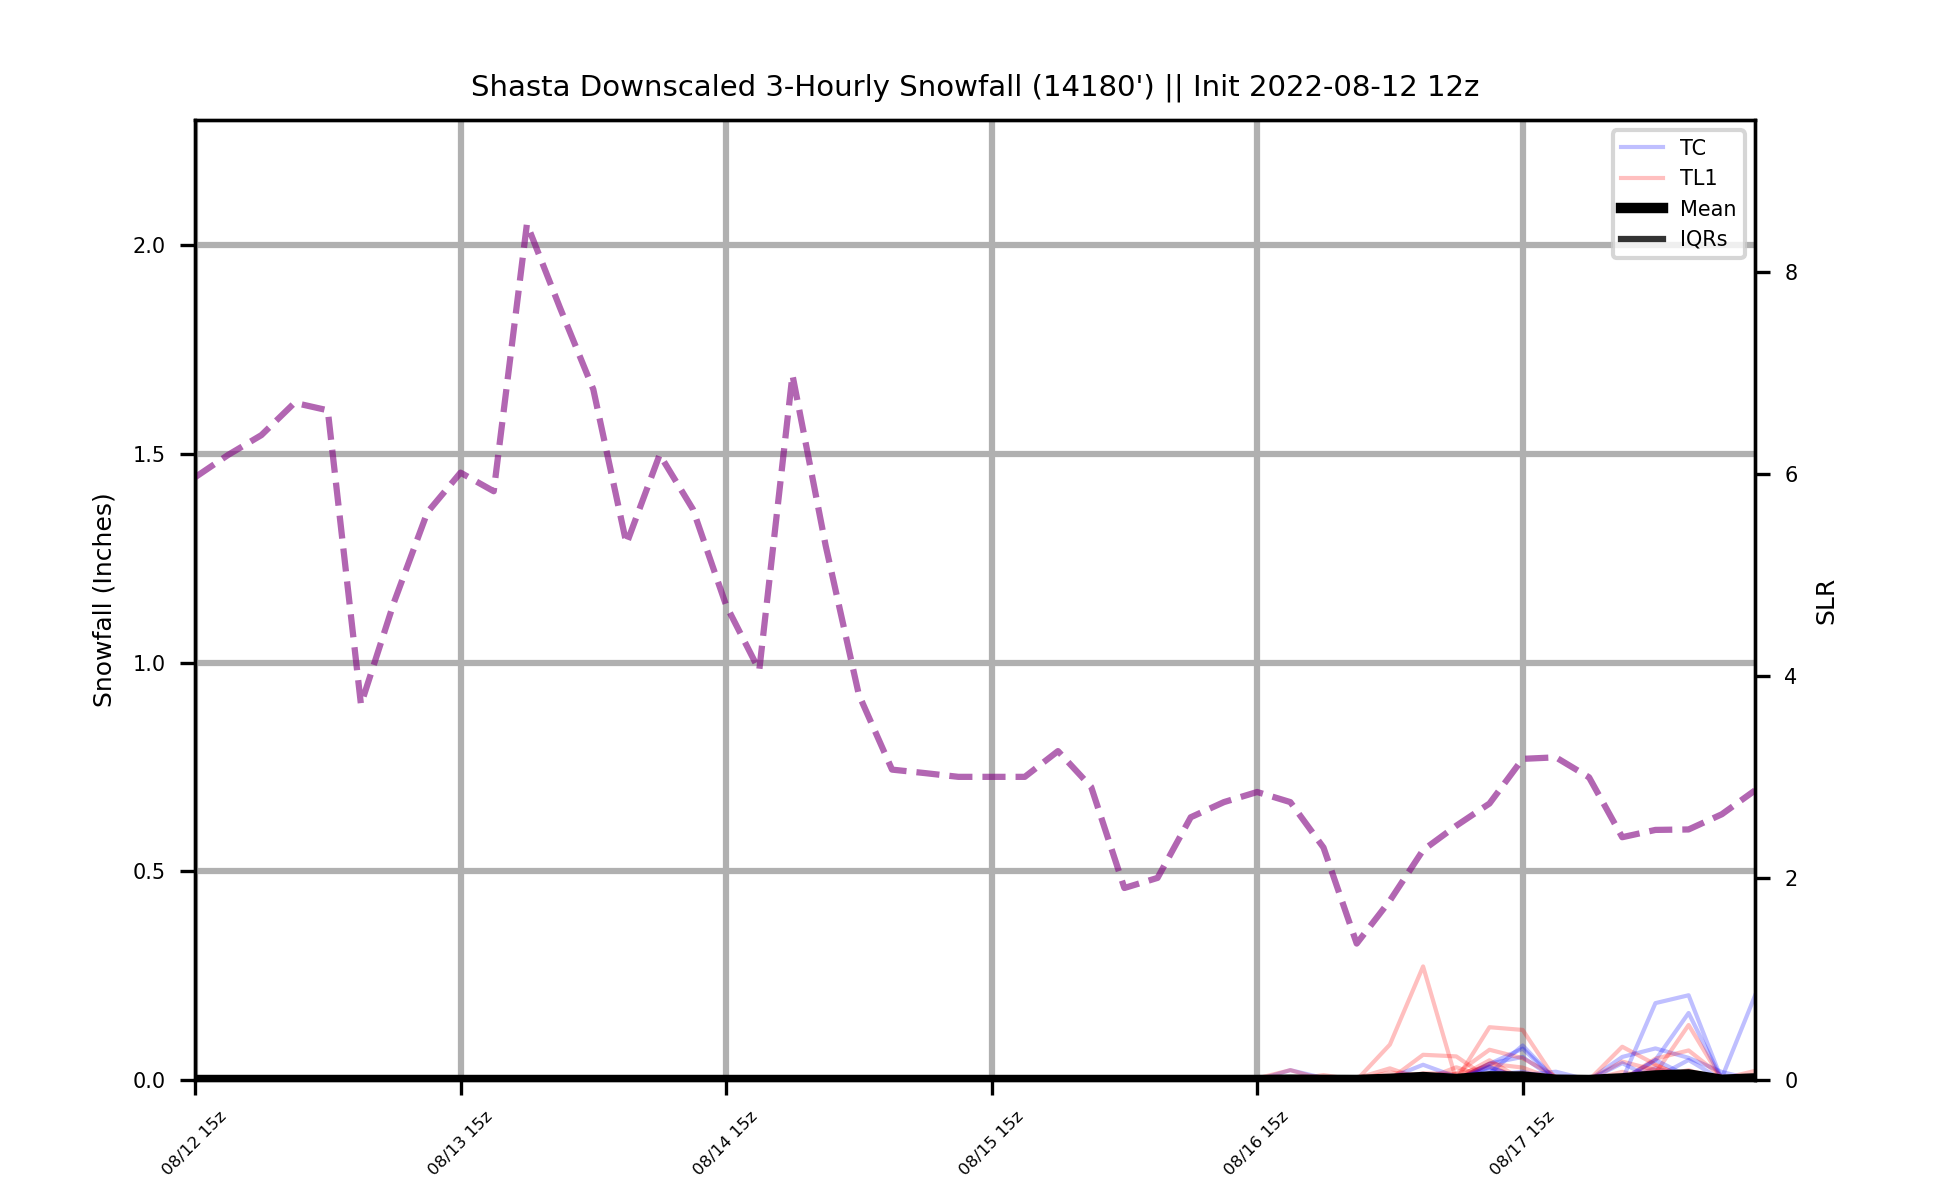 Shasta Downscaled 3-Hourly Snowfall (14180') || Init 2022-08-12 12z
TC
TL1
Mean
IQRs
Snowfall (Inches)
2.0
1.5
1.0
0.5
0.0
SLR
8
6
4
2
0
08/12 15z
08/13 15z
08/14 15z
08/15 15z
08/16 15z
08/17 15z